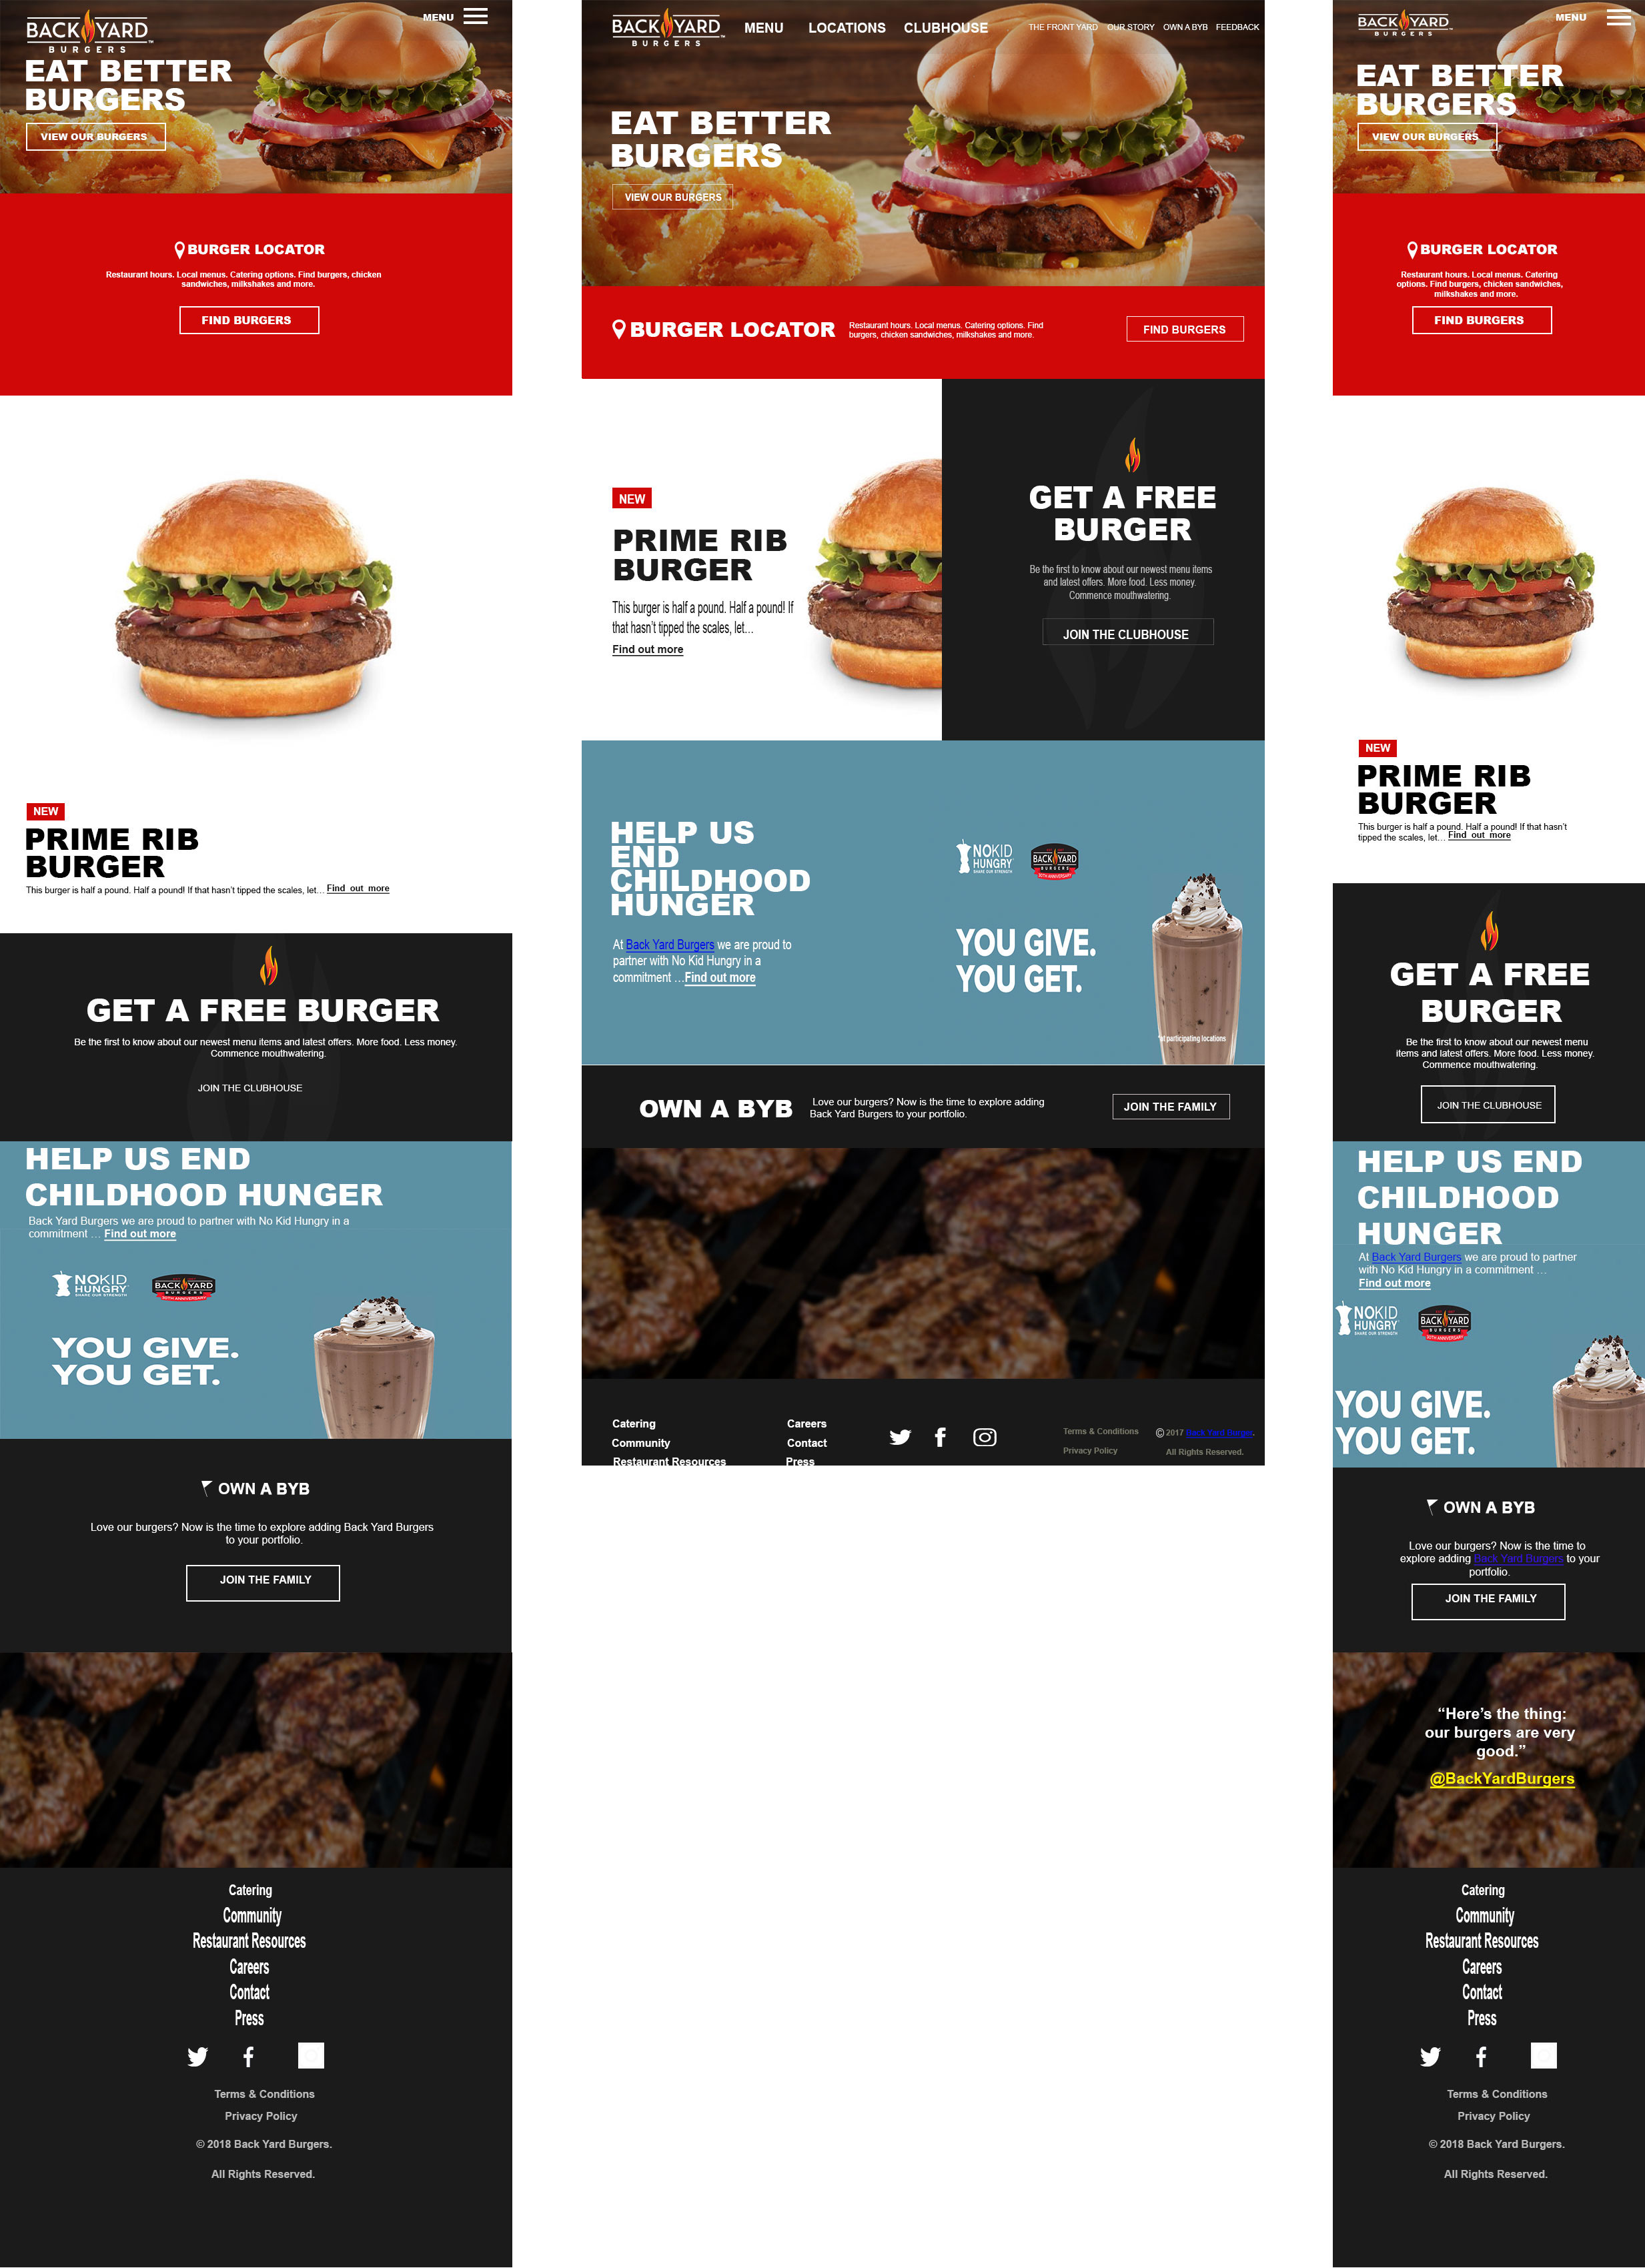 MENU
BACK YARD
BURGERS
EAT BETTER
BURGERS
VIEW OUR BURGERS
BURGER LOCATOR
Restaurant hours. Local menus. Catering options. Find burgers, chicken
sandwiches, milkshakes and more.
FIND BURGERS
NEW
PRIME RIB
BURGER
This burger is half a pound. Half a pound! If that hasn’t tipped the scales, let… Find out more
GET A FREE BURGER
Be the first to know about our newest menu items and latest offers. More food. Less money.
Commence mouthwatering.
JOIN THE CLUBHOUSE
HELP US END
CHILDHOOD HUNGER
Back Yard Burgers we are proud to partner with No Kid Hungry in a
commitment … Find out more
NOKID
HUNGRY
SHARE OUR STRENGTH
BACK YARD
BURGERS
30TH ANNIVERSARY
YOU GIVE.
YOU GET.
OWN A BYB
Love our burgers? Now is the time to explore adding Back Yard Burgers
to your portfolio.
JOIN THE FAMILY
Catering
Community
Restaurant Resources
Careers
Contact
Press
Terms & Conditions
Privacy Policy
© 2018 Back Yard Burgers.
All Rights Reserved.
BACK YARD
BURGERS
MENU LOCATIONS CLUBHOUSE THE FRONT YARD OUR STORY OWN A BYB FEEDBACK
EAT BETTER
BURGERS
VIEW OUR BURGERS
BURGER LOCATOR
Restaurant hours. Local menus. Catering options. Find
burgers, chicken sandwiches, milkshakes and more.
FIND BURGERS
NEW
PRIME RIB
BURGER
This burger is half a pound. Half a pound! If
that hasn’t tipped the scales, let…
Find out more
GET A FREE
BURGER
Be the first to know about our newest menu items
and latest offers. More food. Less money.
Commence mouthwatering.
JOIN THE CLUBHOUSE
HELP US
END
CHILDHOOD
HUNGER
At Back Yard Burgers we are proud to
partner with No Kid Hungry in a
commitment …Find out more
NOKID
HUNGRY
SHARE OUR STRENGTH
BACK YARD
BURGERS
30TH ANNIVERSARY
YOU GIVE.
YOU GET.
*at participating locations
OWN A BYB
Love our burgers? Now is the time to explore adding
Back Yard Burgers to your portfolio.
JOIN THE FAMILY
Catering
Community
Restaurant Resources
Careers
Contact
Press
Terms & Conditions
Privacy Policy
© 2017 Back Yard Burger.
All Rights Reserved.
MENU
BACK YARD
BURGERS
EAT BETTER
BURGERS
VIEW OUR BURGERS
BURGER LOCATOR
Restaurant hours. Local menus. Catering
options. Find burgers, chicken sandwiches,
milkshakes and more.
FIND BURGERS
NEW
PRIME RIB
BURGER
This burger is half a pound. Half a pound! If that hasn’t
tipped the scales, let… Find out more
GET A FREE
BURGER
Be the first to know about our newest menu
items and latest offers. More food. Less money.
Commence mouthwatering.
JOIN THE CLUBHOUSE
HELP US END
CHILDHOOD
HUNGER
At Back Yard Burgers we are proud to partner
with No Kid Hungry in a commitment …
Find out more
NOKID
HUNGRY
SHARE OUR STRENGTH
BACK YARD
BURGERS
30TH ANNIVERSARY
YOU GIVE.
YOU GET.
OWN A BYB
Love our burgers? Now is the time to
explore adding Back Yard Burgers to your
portfolio.
JOIN THE FAMILY
“Here’s the thing:
our burgers are very
good.”
@BackYardBurgers
Catering
Community
Restaurant Resources
Careers
Contact
Press
Terms & Conditions
Privacy Policy
© 2018 Back Yard Burgers.
All Rights Reserved.